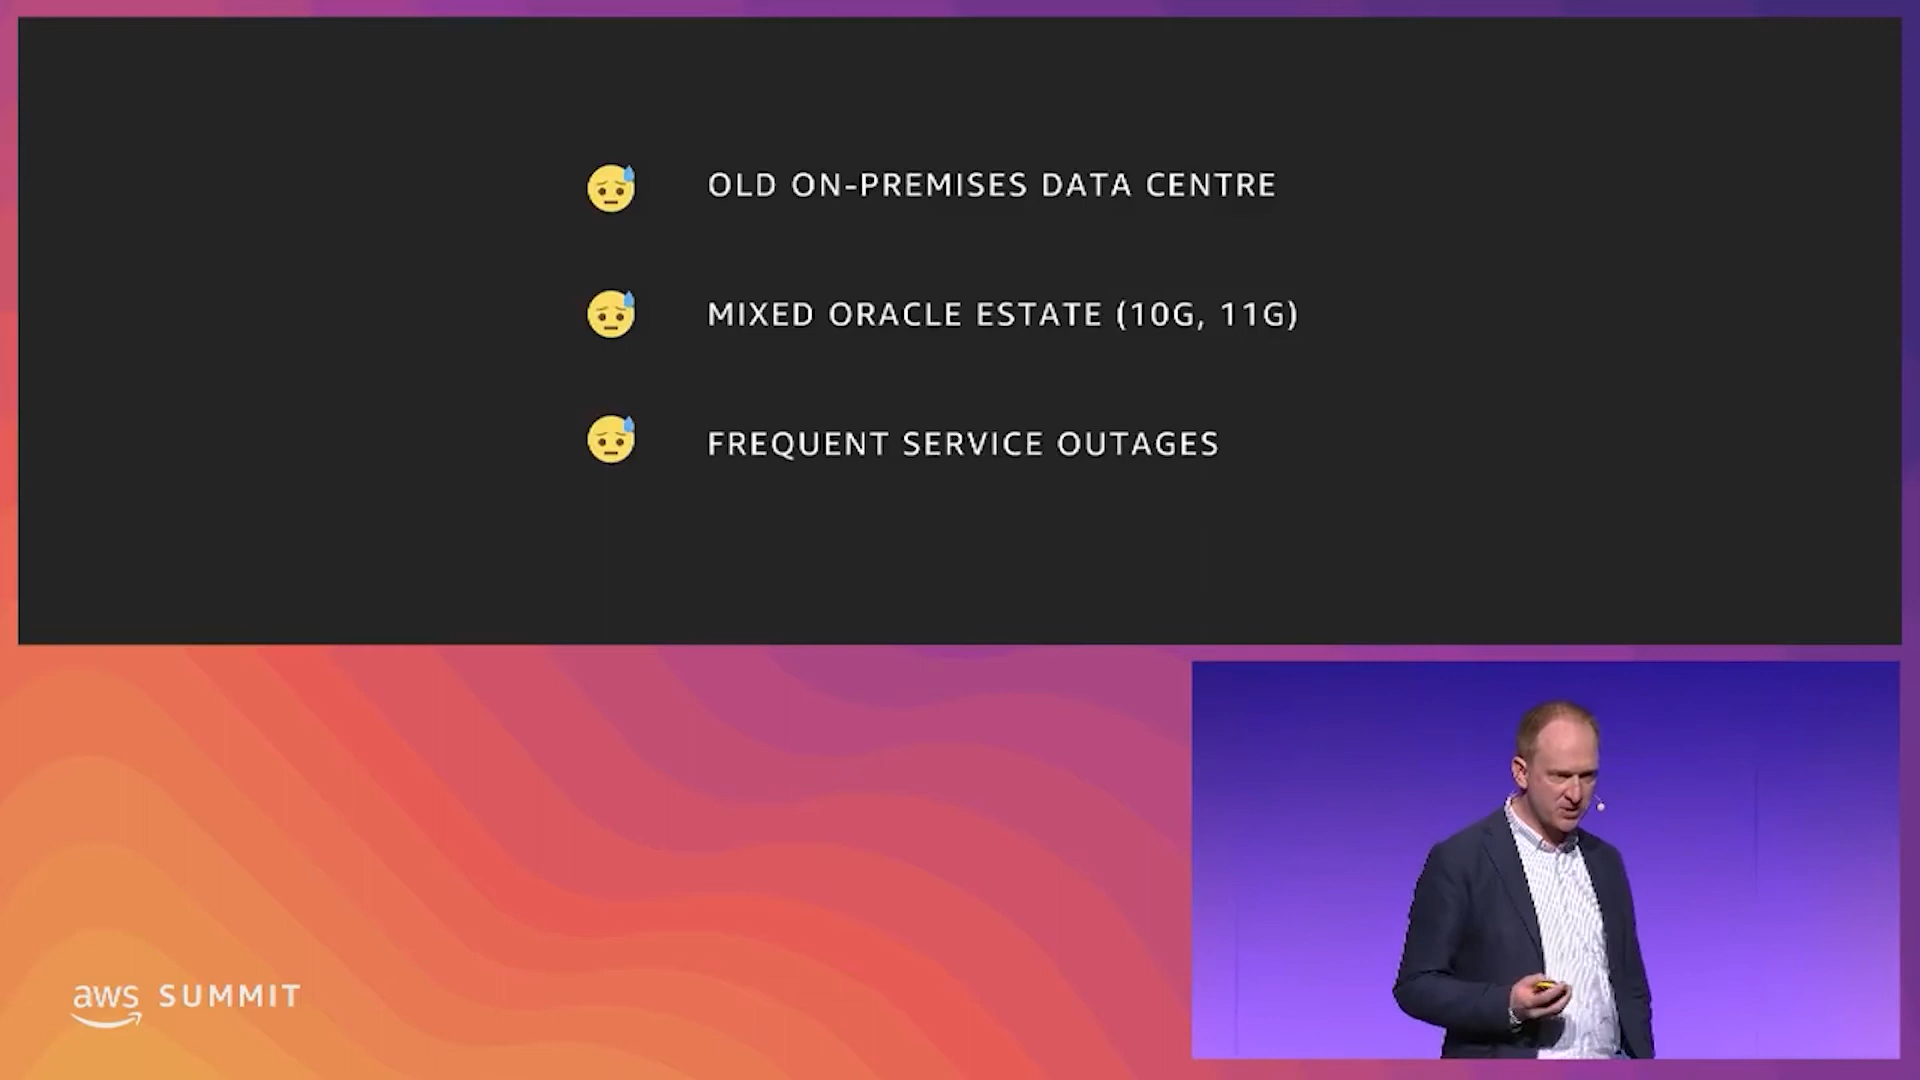 OLD ON-PREMISES DATA CENTRE
MIXED ORACLE ESTATE (10G, 11G)
FREQUENT SERVICE OUTAGES
aws SUMMIT